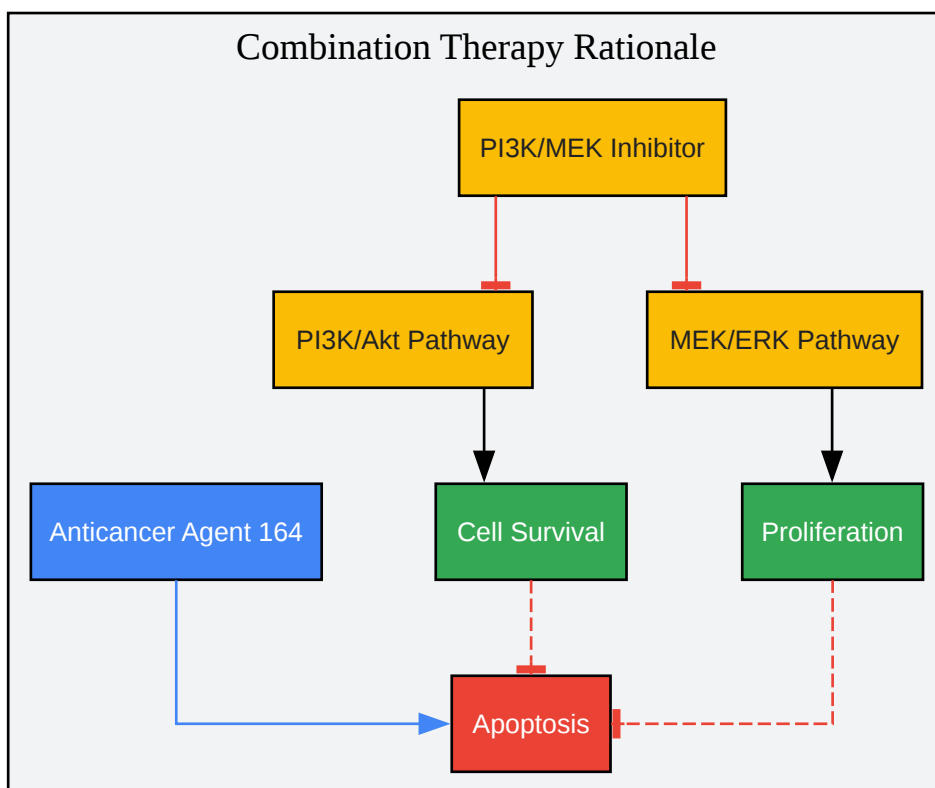 Combination Therapy Rationale
PI3K/MEK Inhibitor
PI3K/Akt Pathway
MEK/ERK Pathway
Anticancer Agent 164
Cell Survival
Proliferation
Apoptosis